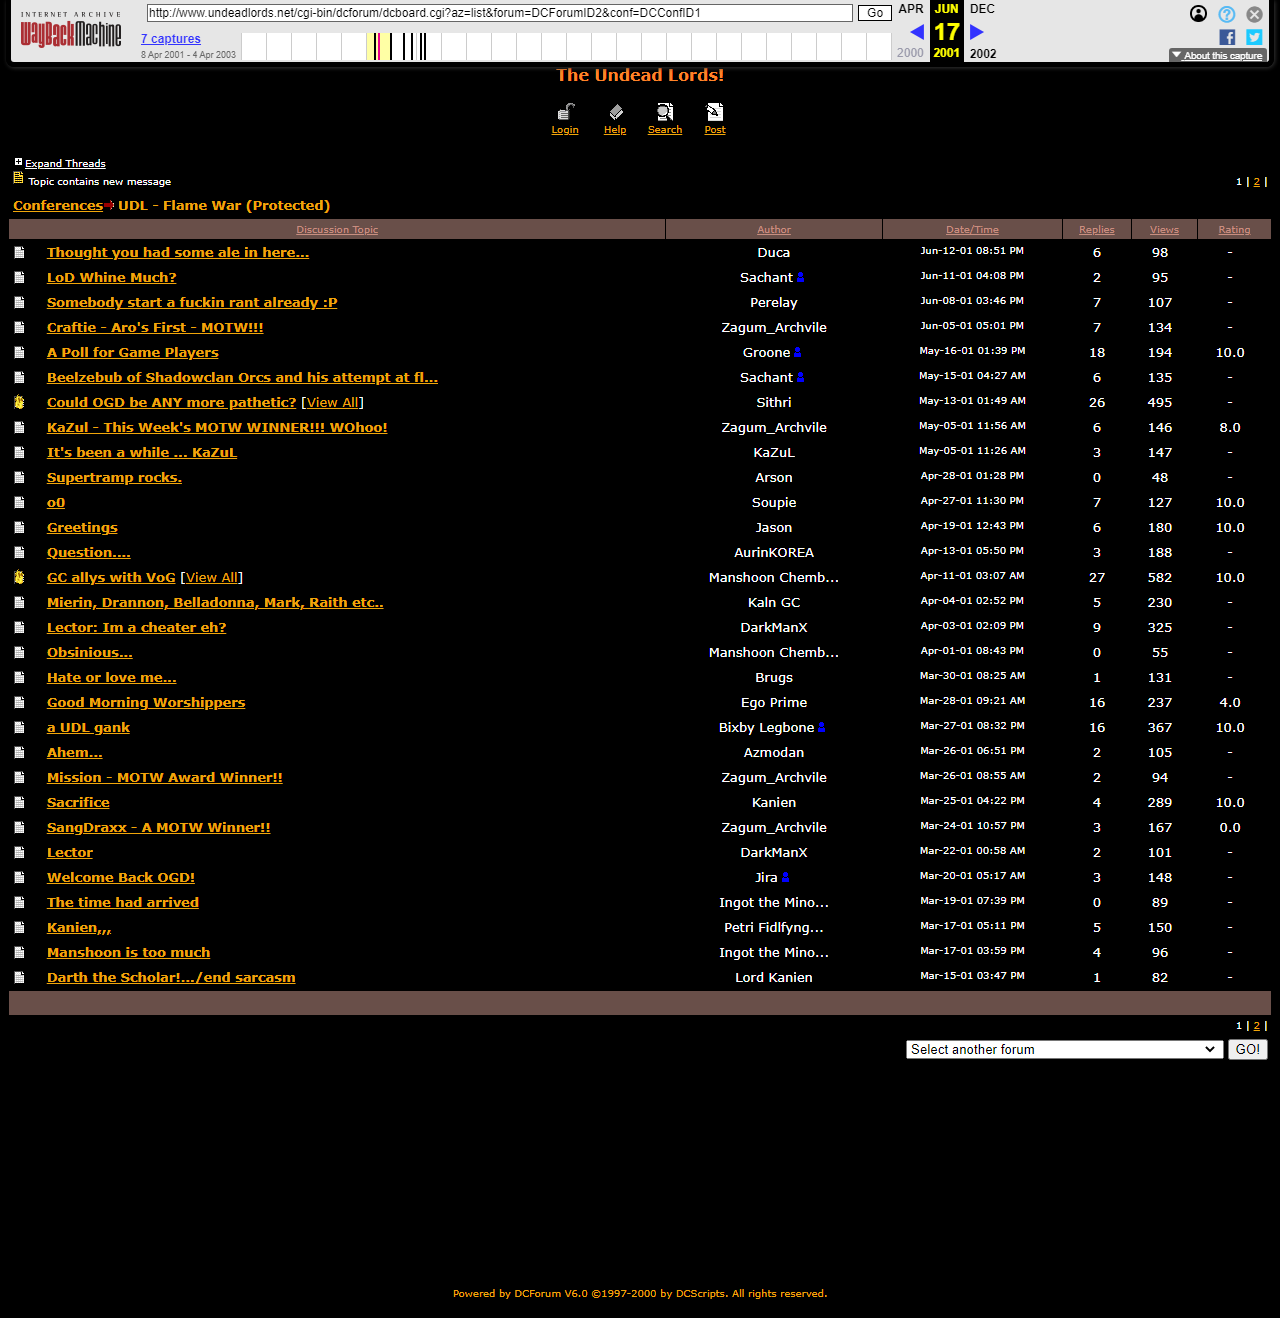 INTERNET ARCHIVE
WayBackMachine
http://www.undeadlords.net/cgi-bin/dcforum/dcboard.cgi?az=list&forum=DCForumID2&conf=DCConfID1 Go
APR JUN DEC
7 captures
17
8 Apr 2001 - 4 Apr 2003
2000 2001 2002
About this capture
The Undead Lords!
Login Help Search Post
Expand Threads
Topic contains new message
1 | 2 |
Conferences UDL - Flame War (Protected)
Discussion Topic Author Date/Time Replies Views Rating
Thought you had some ale in here... Duca Jun-12-01 08:51 PM 6 98 -
LoD Whine Much? Sachant Jun-11-01 04:08 PM 2 95 -
Somebody start a fuckin rant already :P Perelay Jun-08-01 03:46 PM 7 107 -
Craftie - Aro's First - MOTW!!! Zagum_Archvile Jun-05-01 05:01 PM 7 134 -
A Poll for Game Players Groone May-16-01 01:39 PM 18 194 10.0
Beelzebub of Shadowclan Orcs and his attempt at fl... Sachant May-15-01 04:27 AM 6 135 -
Could OGD be ANY more pathetic? [View All] Sithri May-13-01 01:49 AM 26 495 -
KaZul - This Week's MOTW WINNER!!! WOhoo! Zagum_Archvile May-05-01 11:56 AM 6 146 8.0
It's been a while ... KaZuL KaZuL May-05-01 11:26 AM 3 147 -
Supertramp rocks. Arson Apr-28-01 01:28 PM 0 48 -
o0 Soupie Apr-27-01 11:30 PM 7 127 10.0
Greetings Jason Apr-19-01 12:43 PM 6 180 10.0
Question.... AurinKOREA Apr-13-01 05:50 PM 3 188 -
GC allys with VoG [View All] Manshoon Chemb... Apr-11-01 03:07 AM 27 582 10.0
Mierin, Drannon, Belladonna, Mark, Raith etc.. Kaln GC Apr-04-01 02:52 PM 5 230 -
Lector: Im a cheater eh? DarkManX Apr-03-01 02:09 PM 9 325 -
Obsinious... Manshoon Chemb... Apr-01-01 08:43 PM 0 55 -
Hate or love me... Brugs Mar-30-01 08:25 AM 1 131 -
Good Morning Worshippers Ego Prime Mar-28-01 09:21 AM 16 237 4.0
a UDL gank Bixby Legbone Mar-27-01 08:32 PM 16 367 10.0
Ahem... Azmodan Mar-26-01 06:51 PM 2 105 -
Mission - MOTW Award Winner!! Zagum_Archvile Mar-26-01 08:55 AM 2 94 -
Sacrifice Kanien Mar-25-01 04:22 PM 4 289 10.0
SangDraxx - A MOTW Winner!! Zagum_Archvile Mar-24-01 10:57 PM 3 167 0.0
Lector DarkManX Mar-22-01 00:58 AM 2 101 -
Welcome Back OGD! Jira Mar-20-01 05:17 AM 3 148 -
The time had arrived Ingot the Mino... Mar-19-01 07:39 PM 0 89 -
Kanien,,, Petri Fidlfyng... Mar-17-01 05:11 PM 5 150 -
Manshoon is too much Ingot the Mino... Mar-17-01 03:59 PM 4 96 -
Darth the Scholar!.../end sarcasm Lord Kanien Mar-15-01 03:47 PM 1 82 -
1 | 2 |
Select another forum GO!
Powered by DCForum V6.0 ©1997-2000 by DCScripts. All rights reserved.